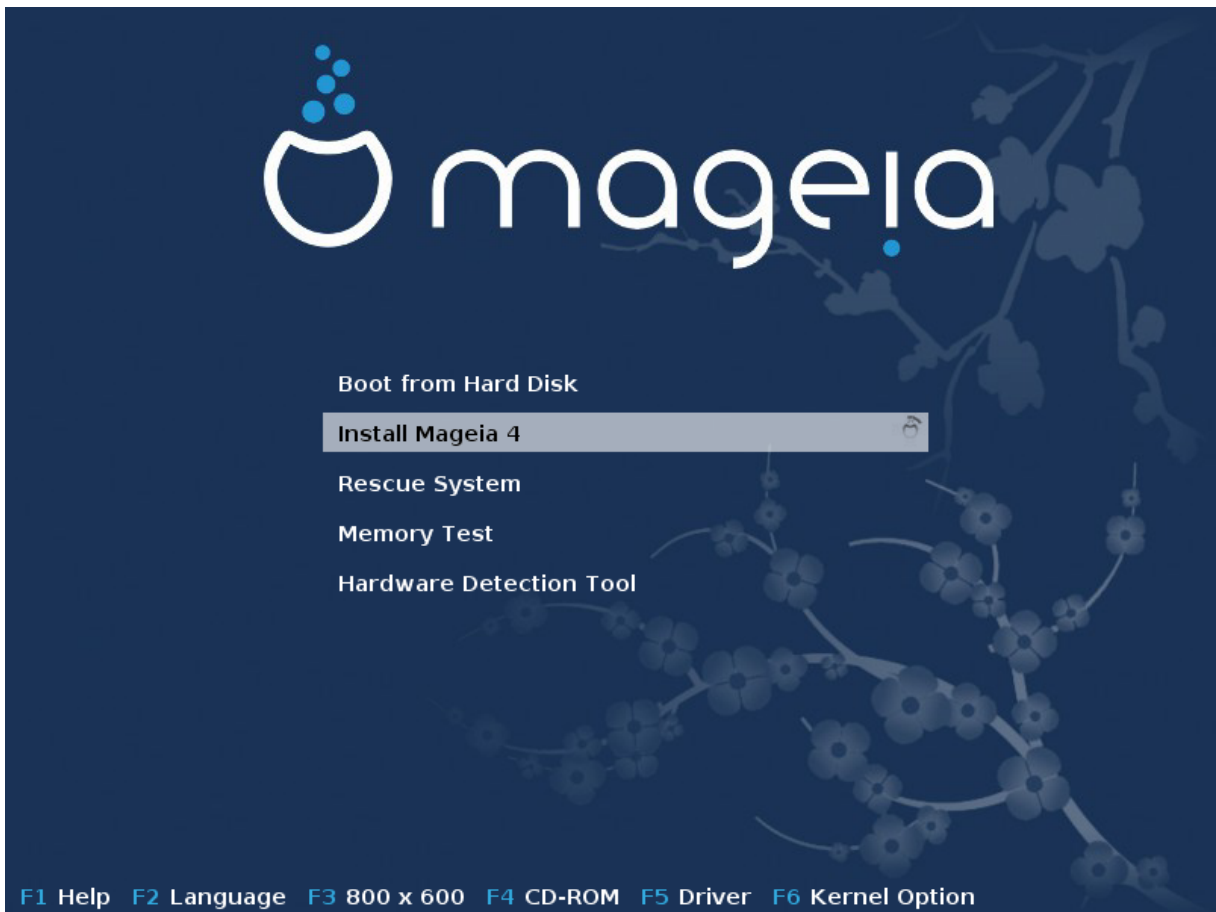 mageia
Boot from Hard Disk
Install Mageia 4
Rescue System
Memory Test
Hardware Detection Tool
F1 Help F2 Language F3 800 x 600 F4 CD-ROM F5 Driver F6 Kernel Option